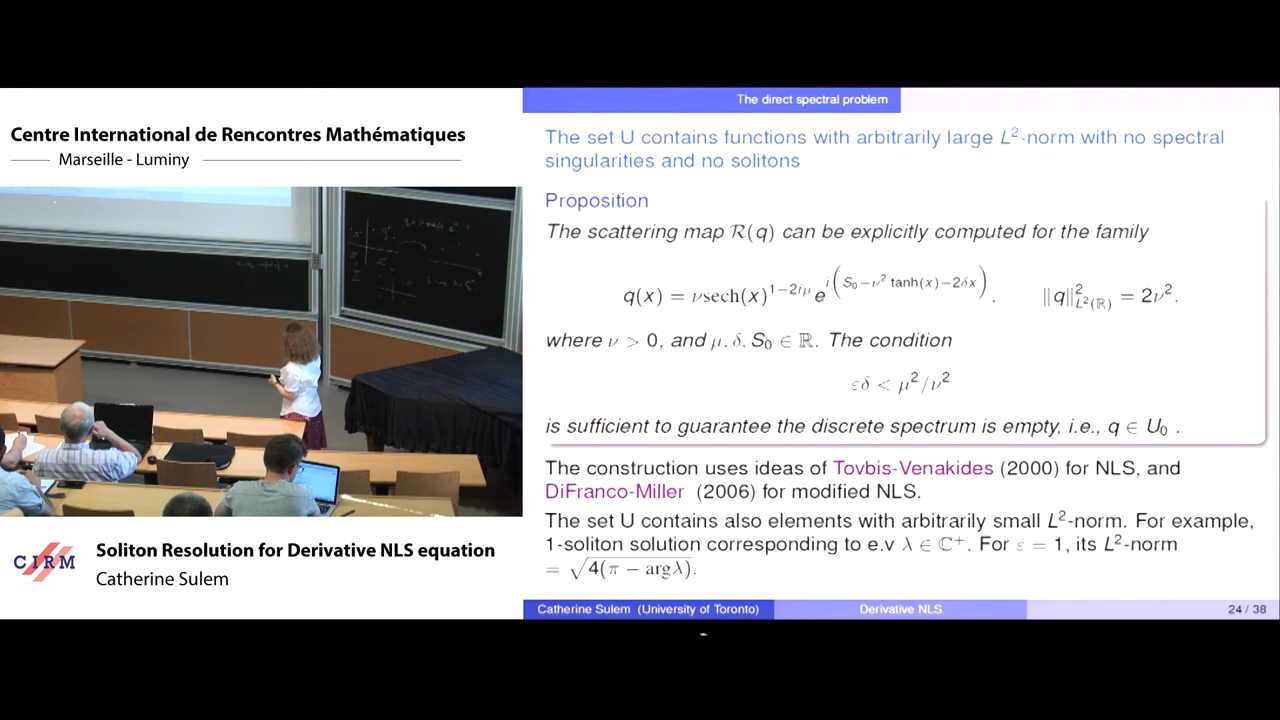 Centre International de Rencontres Mathématiques
Marseille - Luminy
CIRM
Soliton Resolution for Derivative NLS equation
Catherine Sulem
The direct spectral problem
The set U contains functions with arbitrarily large L²-norm with no spectral
singularities and no solitons
Proposition
The scattering map R(q) can be explicitly computed for the family
q(x) = νsech(x)^{1−2iμ} e^{i(S₀−ν² tanh(x)−2δx)}. ‖q‖²_{L²(ℝ)} = 2ν².
where ν > 0, and μ, δ, S₀ ∈ ℝ. The condition
εδ < μ²/ν²
is sufficient to guarantee the discrete spectrum is empty, i.e., q ∈ U₀ .
The construction uses ideas of Tovbis-Venakides (2000) for NLS, and
DiFranco-Miller (2006) for modified NLS.
The set U contains also elements with arbitrarily small L²-norm. For example,
1-soliton solution corresponding to e.v λ ∈ ℂ⁺. For ε = 1, its L²-norm
= √4(π − argλ).
Catherine Sulem (University of Toronto)
Derivative NLS
24 / 38